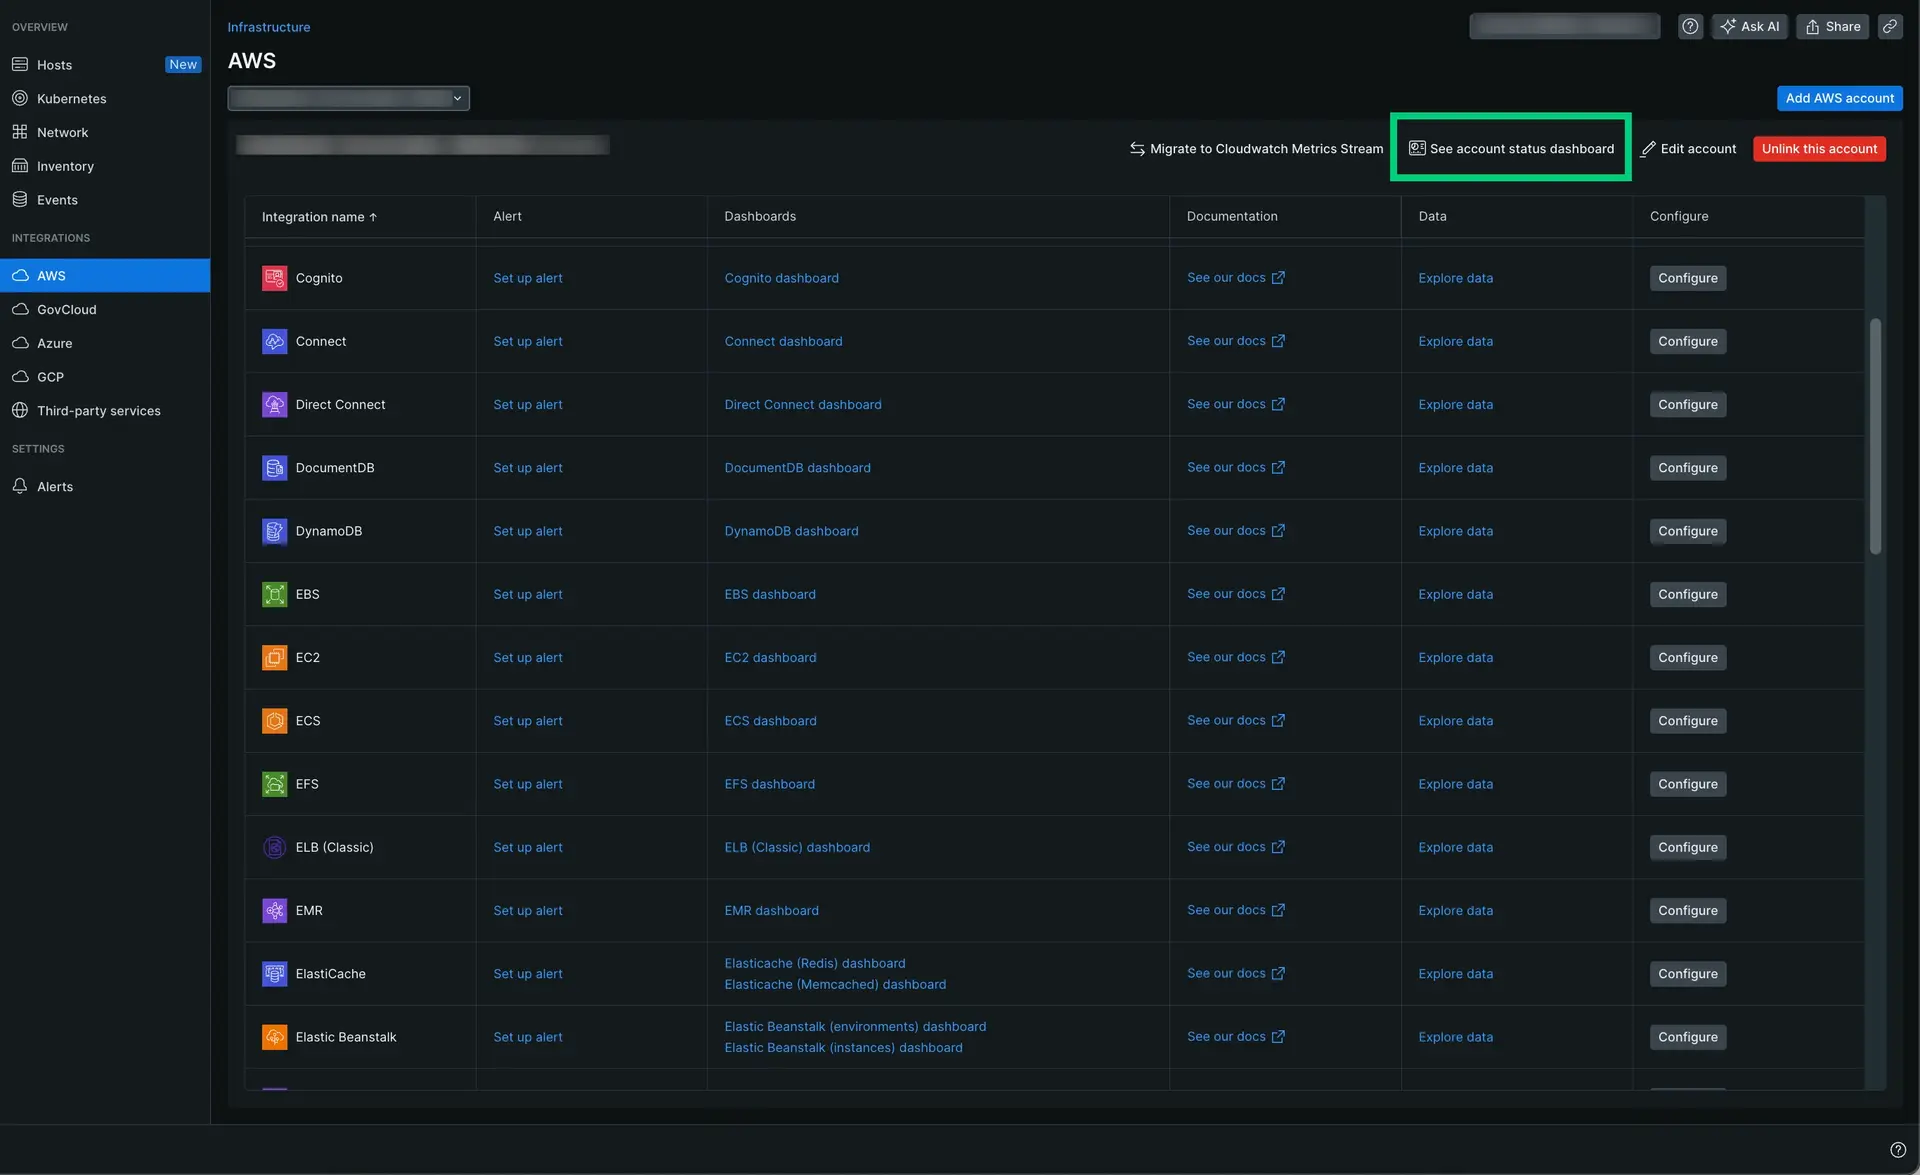 OVERVIEW
Hosts New
Kubernetes
Network
Inventory
Events
INTEGRATIONS
AWS
GovCloud
Azure
GCP
Third-party services
SETTINGS
Alerts
Infrastructure
Ask AI
Share
AWS
Add AWS account
Migrate to Cloudwatch Metrics Stream
See account status dashboard
Edit account
Unlink this account
Integration name ↑ Alert Dashboards Documentation Data Configure
Cognito Set up alert Cognito dashboard See our docs Explore data Configure
Connect Set up alert Connect dashboard See our docs Explore data Configure
Direct Connect Set up alert Direct Connect dashboard See our docs Explore data Configure
DocumentDB Set up alert DocumentDB dashboard See our docs Explore data Configure
DynamoDB Set up alert DynamoDB dashboard See our docs Explore data Configure
EBS Set up alert EBS dashboard See our docs Explore data Configure
EC2 Set up alert EC2 dashboard See our docs Explore data Configure
ECS Set up alert ECS dashboard See our docs Explore data Configure
EFS Set up alert EFS dashboard See our docs Explore data Configure
ELB (Classic) Set up alert ELB (Classic) dashboard See our docs Explore data Configure
EMR Set up alert EMR dashboard See our docs Explore data Configure
ElastiCache Set up alert Elasticache (Redis) dashboard See our docs Explore data Configure
Elasticache (Memcached) dashboard
Elastic Beanstalk Set up alert Elastic Beanstalk (environments) dashboard See our docs Explore data Configure
Elastic Beanstalk (instances) dashboard